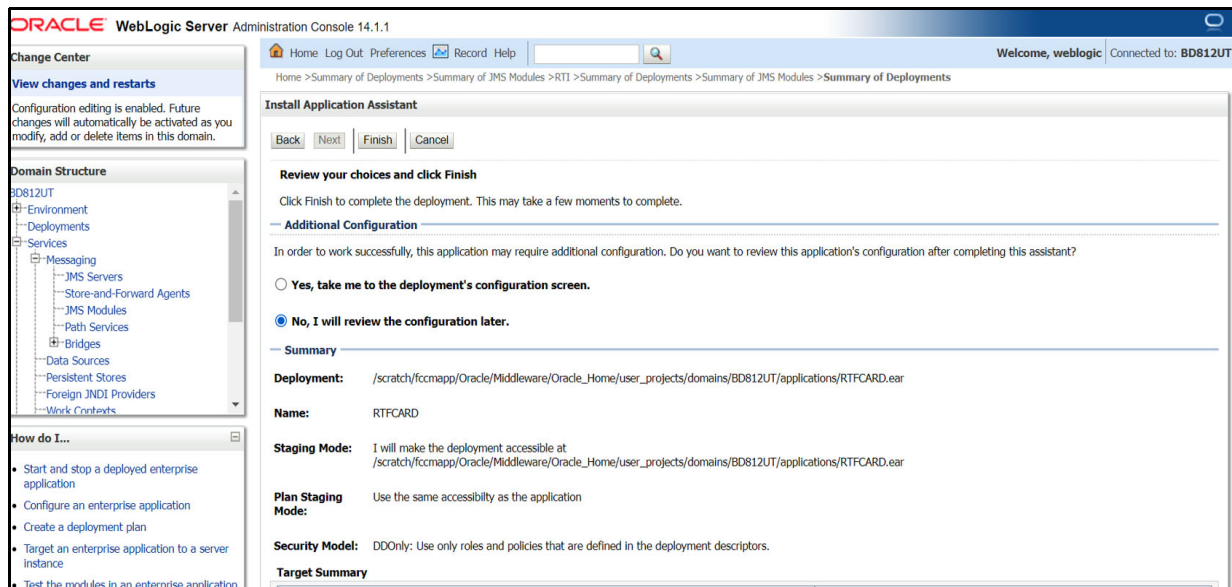 ORACLE WebLogic Server Administration Console 14.1.1
Change Center
View changes and restarts
Configuration editing is enabled. Future
changes will automatically be activated as you
modify, add or delete items in this domain.
Domain Structure
BD812UT
Environment
Deployments
Services
Messaging
JMS Servers
Store-and-Forward Agents
JMS Modules
Path Services
Bridges
Data Sources
Persistent Stores
Foreign JNDI Providers
Work Contexts
How do I...
Start and stop a deployed enterprise
application
Configure an enterprise application
Create a deployment plan
Target an enterprise application to a server
instance
Test the modules in an enterprise application
Home Log Out Preferences Record Help
Welcome, weblogic Connected to: BD812UT
Home >Summary of Deployments >Summary of JMS Modules >RTI >Summary of Deployments >Summary of JMS Modules >Summary of Deployments
Install Application Assistant
Back Next Finish Cancel
Review your choices and click Finish
Click Finish to complete the deployment. This may take a few moments to complete.
Additional Configuration
In order to work successfully, this application may require additional configuration. Do you want to review this application's configuration after completing this assistant?
Yes, take me to the deployment's configuration screen.
No, I will review the configuration later.
Summary
Deployment: /scratch/fccmapp/Oracle/Middleware/Oracle_Home/user_projects/domains/BD812UT/applications/RTFCARD.ear
Name: RTFCARD
Staging Mode: I will make the deployment accessible at
/scratch/fccmapp/Oracle/Middleware/Oracle_Home/user_projects/domains/BD812UT/applications/RTFCARD.ear
Plan Staging Use the same accessibilty as the application
Mode:
Security Model: DDOnly: Use only roles and policies that are defined in the deployment descriptors.
Target Summary